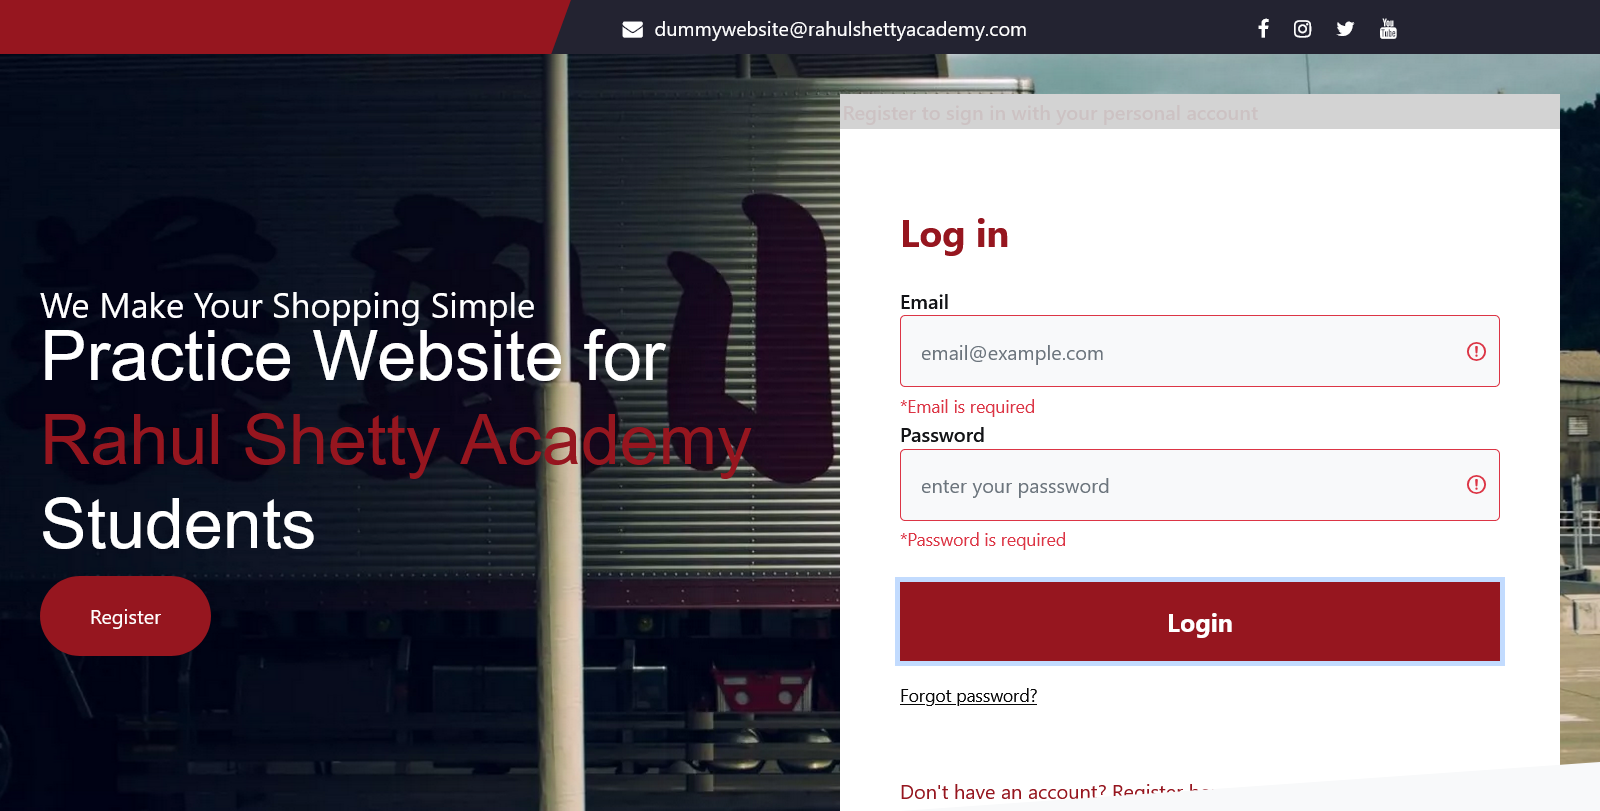 dummywebsite@rahulshettyacademy.com
You
Tube
Register to sign in with your personal account
We Make Your Shopping Simple
Practice Website for
Rahul Shetty Academy
Students
Register
Log in
Email
email@example.com
*Email is required
Password
enter your passsword
*Password is required
Login
Forgot password?
Don't have an account? Register